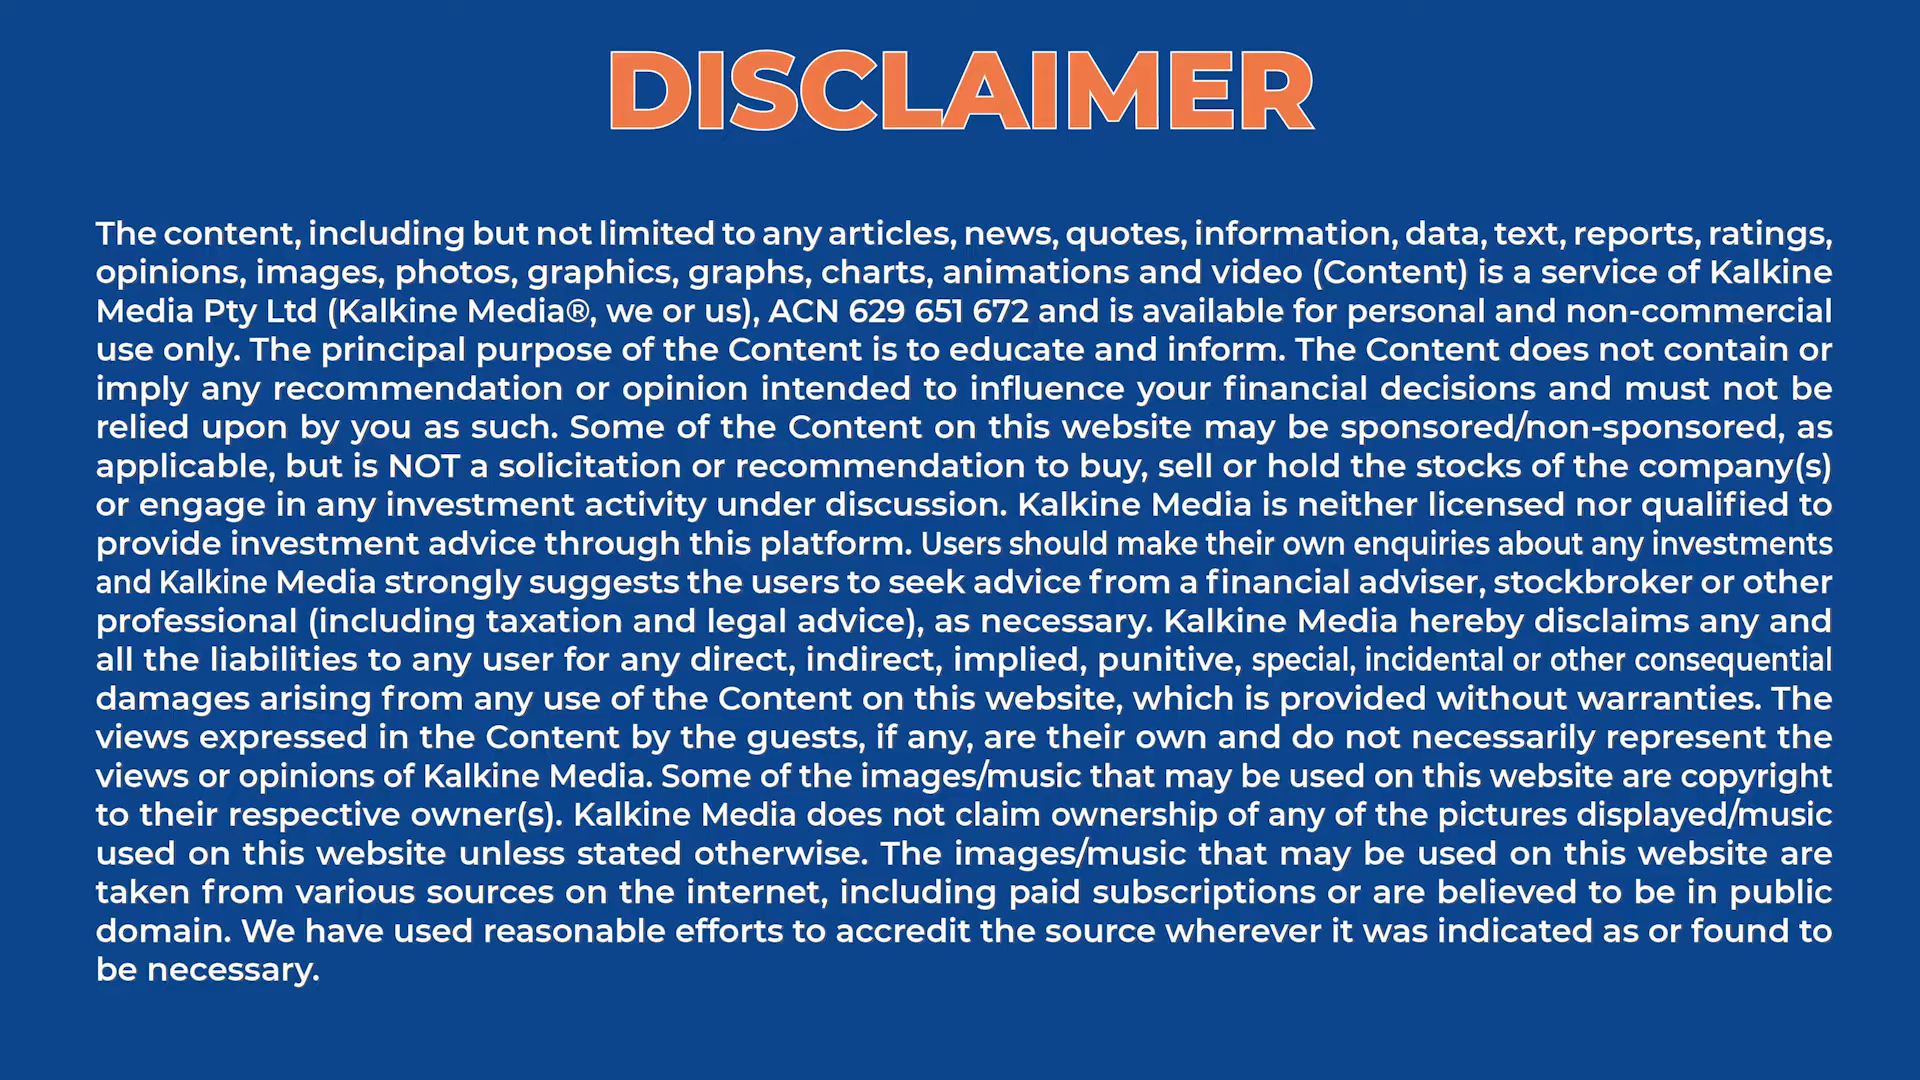 DISCLAIMER
The content, including but not limited to any articles, news, quotes, information, data, text, reports, ratings,
opinions, images, photos, graphics, graphs, charts, animations and video (Content) is a service of Kalkine
Media Pty Ltd (Kalkine Media®, we or us), ACN 629 651 672 and is available for personal and non-commercial
use only. The principal purpose of the Content is to educate and inform. The Content does not contain or
imply any recommendation or opinion intended to influence your financial decisions and must not be
relied upon by you as such. Some of the Content on this website may be sponsored/non-sponsored, as
applicable, but is NOT a solicitation or recommendation to buy, sell or hold the stocks of the company(s)
or engage in any investment activity under discussion. Kalkine Media is neither licensed nor qualified to
provide investment advice through this platform. Users should make their own enquiries about any investments
and Kalkine Media strongly suggests the users to seek advice from a financial adviser, stockbroker or other
professional (including taxation and legal advice), as necessary. Kalkine Media hereby disclaims any and
all the liabilities to any user for any direct, indirect, implied, punitive, special, incidental or other consequential
damages arising from any use of the Content on this website, which is provided without warranties. The
views expressed in the Content by the guests, if any, are their own and do not necessarily represent the
views or opinions of Kalkine Media. Some of the images/music that may be used on this website are copyright
to their respective owner(s). Kalkine Media does not claim ownership of any of the pictures displayed/music
used on this website unless stated otherwise. The images/music that may be used on this website are
taken from various sources on the internet, including paid subscriptions or are believed to be in public
domain. We have used reasonable efforts to accredit the source wherever it was indicated as or found to
be necessary.